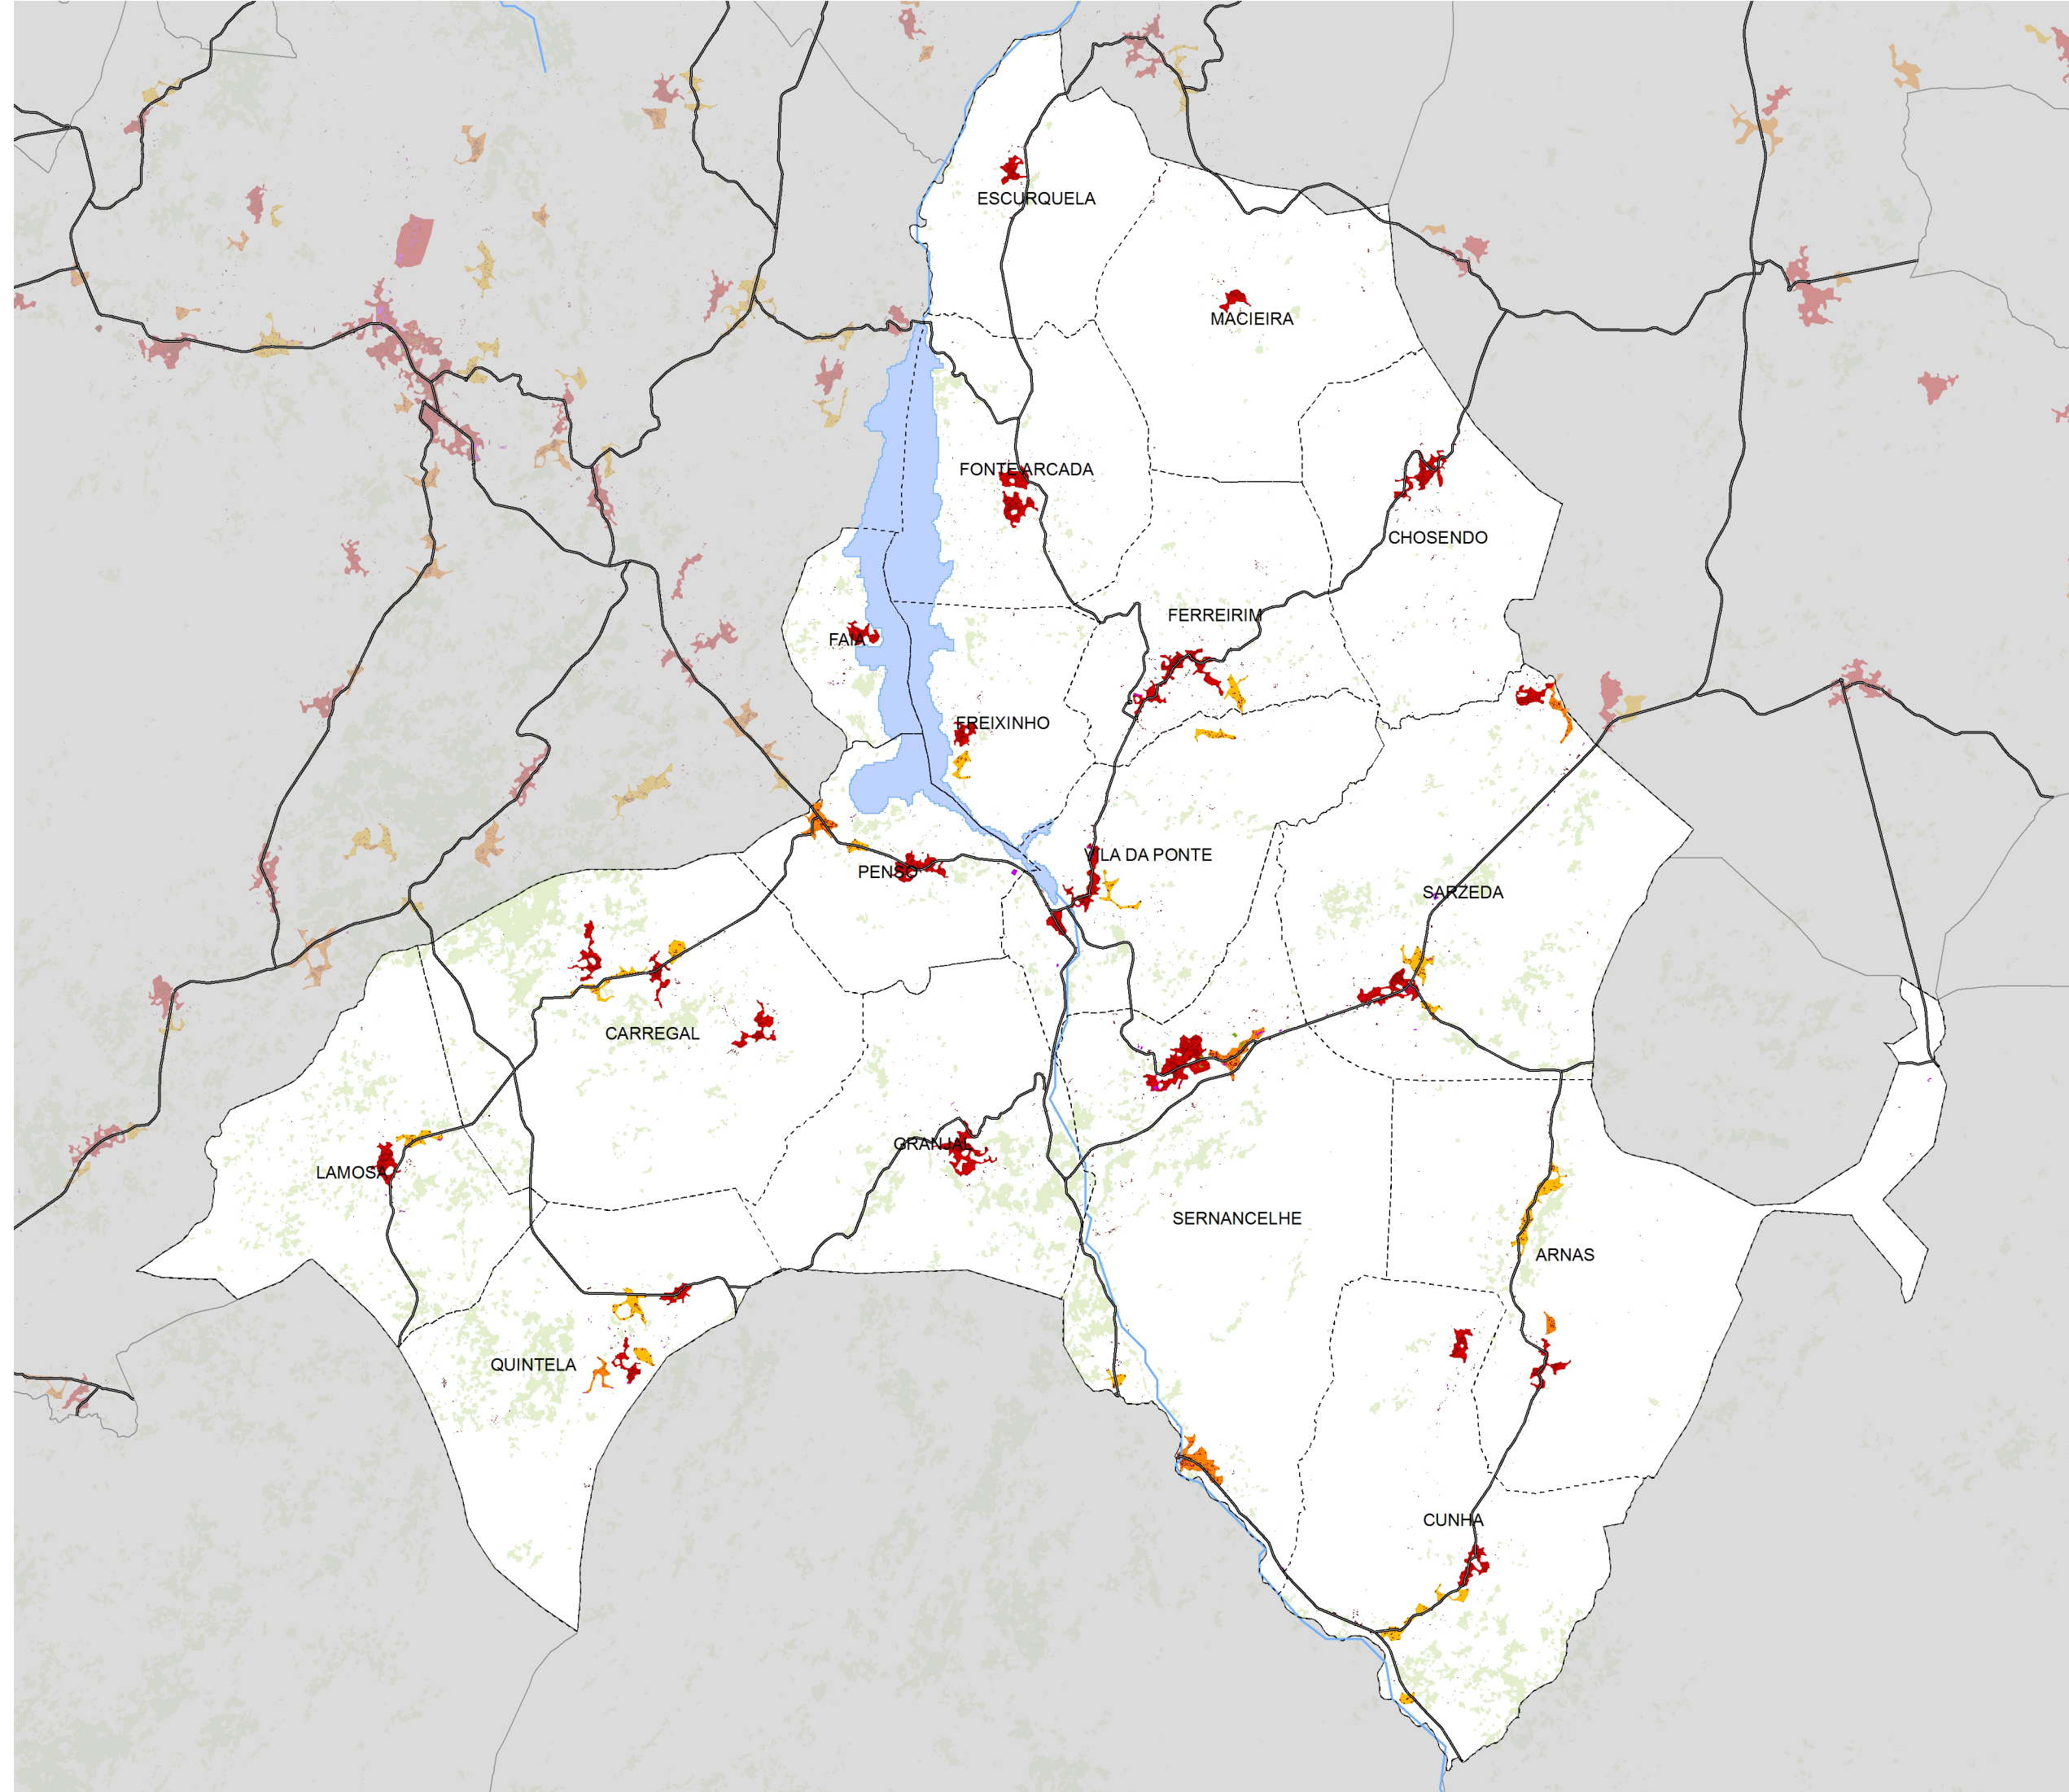 ESCURQUELA
MACIEIRA
FONTE ARCADA
CHOSENDO
FERREIRIM
FAIA
FREIXINHO
VILA DA PONTE
PENSO
SARZEDA
CARREGAL
GRANJAL
LAMOSA
SERNANCELHE
ARNAS
QUINTELA
CUNHA